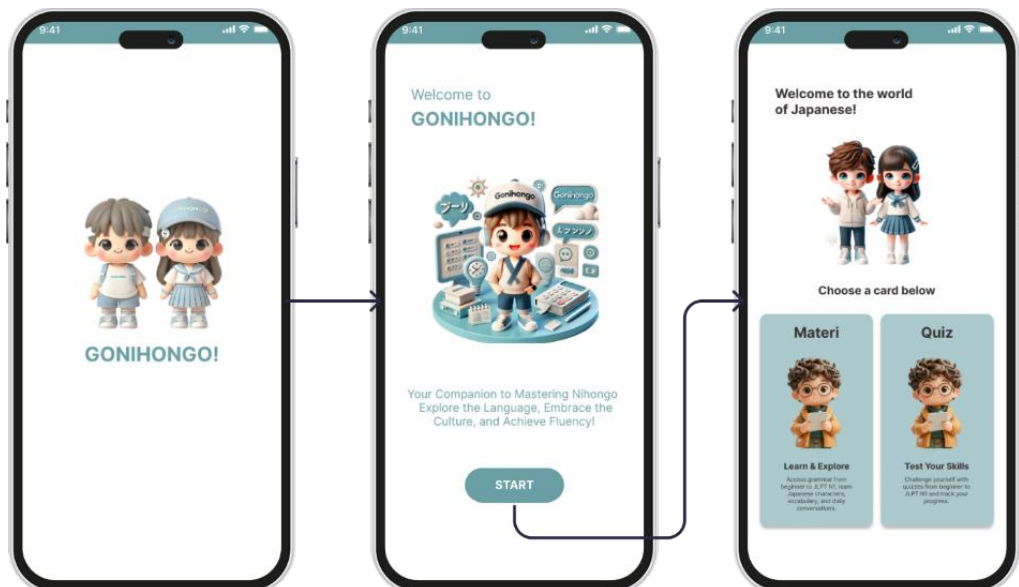 9:41
GONIHONGO!
9:41
Welcome to
GONIHONGO!
Gonihongo
Gonihongo
Your Companion to Mastering Nihongo
Explore the Language, Embrace the
Culture, and Achieve Fluency!
START
9:41
Welcome to the world
of Japanese!
Choose a card below
Materi
Learn & Explore
Access grammar from
beginner to JLPT N1, learn
Japanese characters,
vocabulary, and daily
conversations.
Quiz
Test Your Skills
Challenge yourself with
quizzes from beginner to
JLPT N1 and track your
progress.